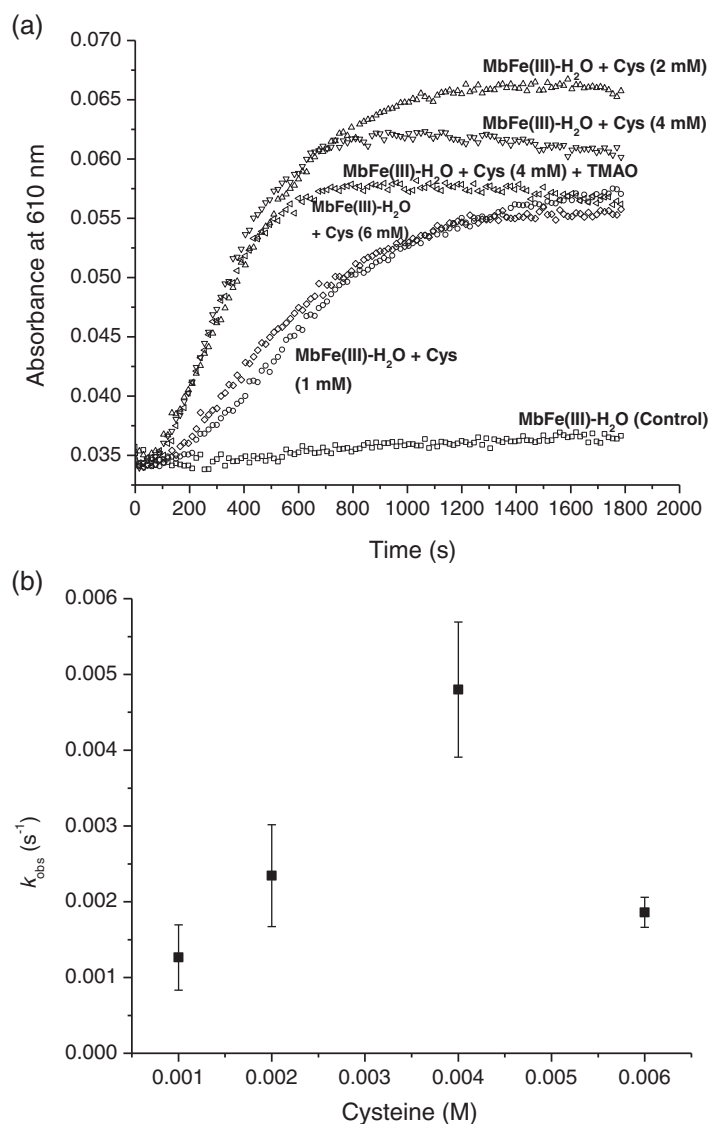 (a)
0.070
0.065
0.060
0.055
0.050
0.045
0.040
0.035
Absorbance at 610 nm
MbFe(III)-H2O + Cys (2 mM)
MbFe(III)-H2O + Cys (4 mM)
MbFe(III)-H2O + Cys (4 mM) + TMAO
MbFe(III)-H2O
+ Cys (6 mM)
MbFe(III)-H2O + Cys
(1 mM)
MbFe(III)-H2O (Control)
0 200 400 600 800 1000 1200 1400 1600 1800 2000
Time (s)
(b)
0.006
0.005
0.004
0.003
0.002
0.001
0.000
kobs (s-1)
0.001 0.002 0.003 0.004 0.005 0.006
Cysteine (M)